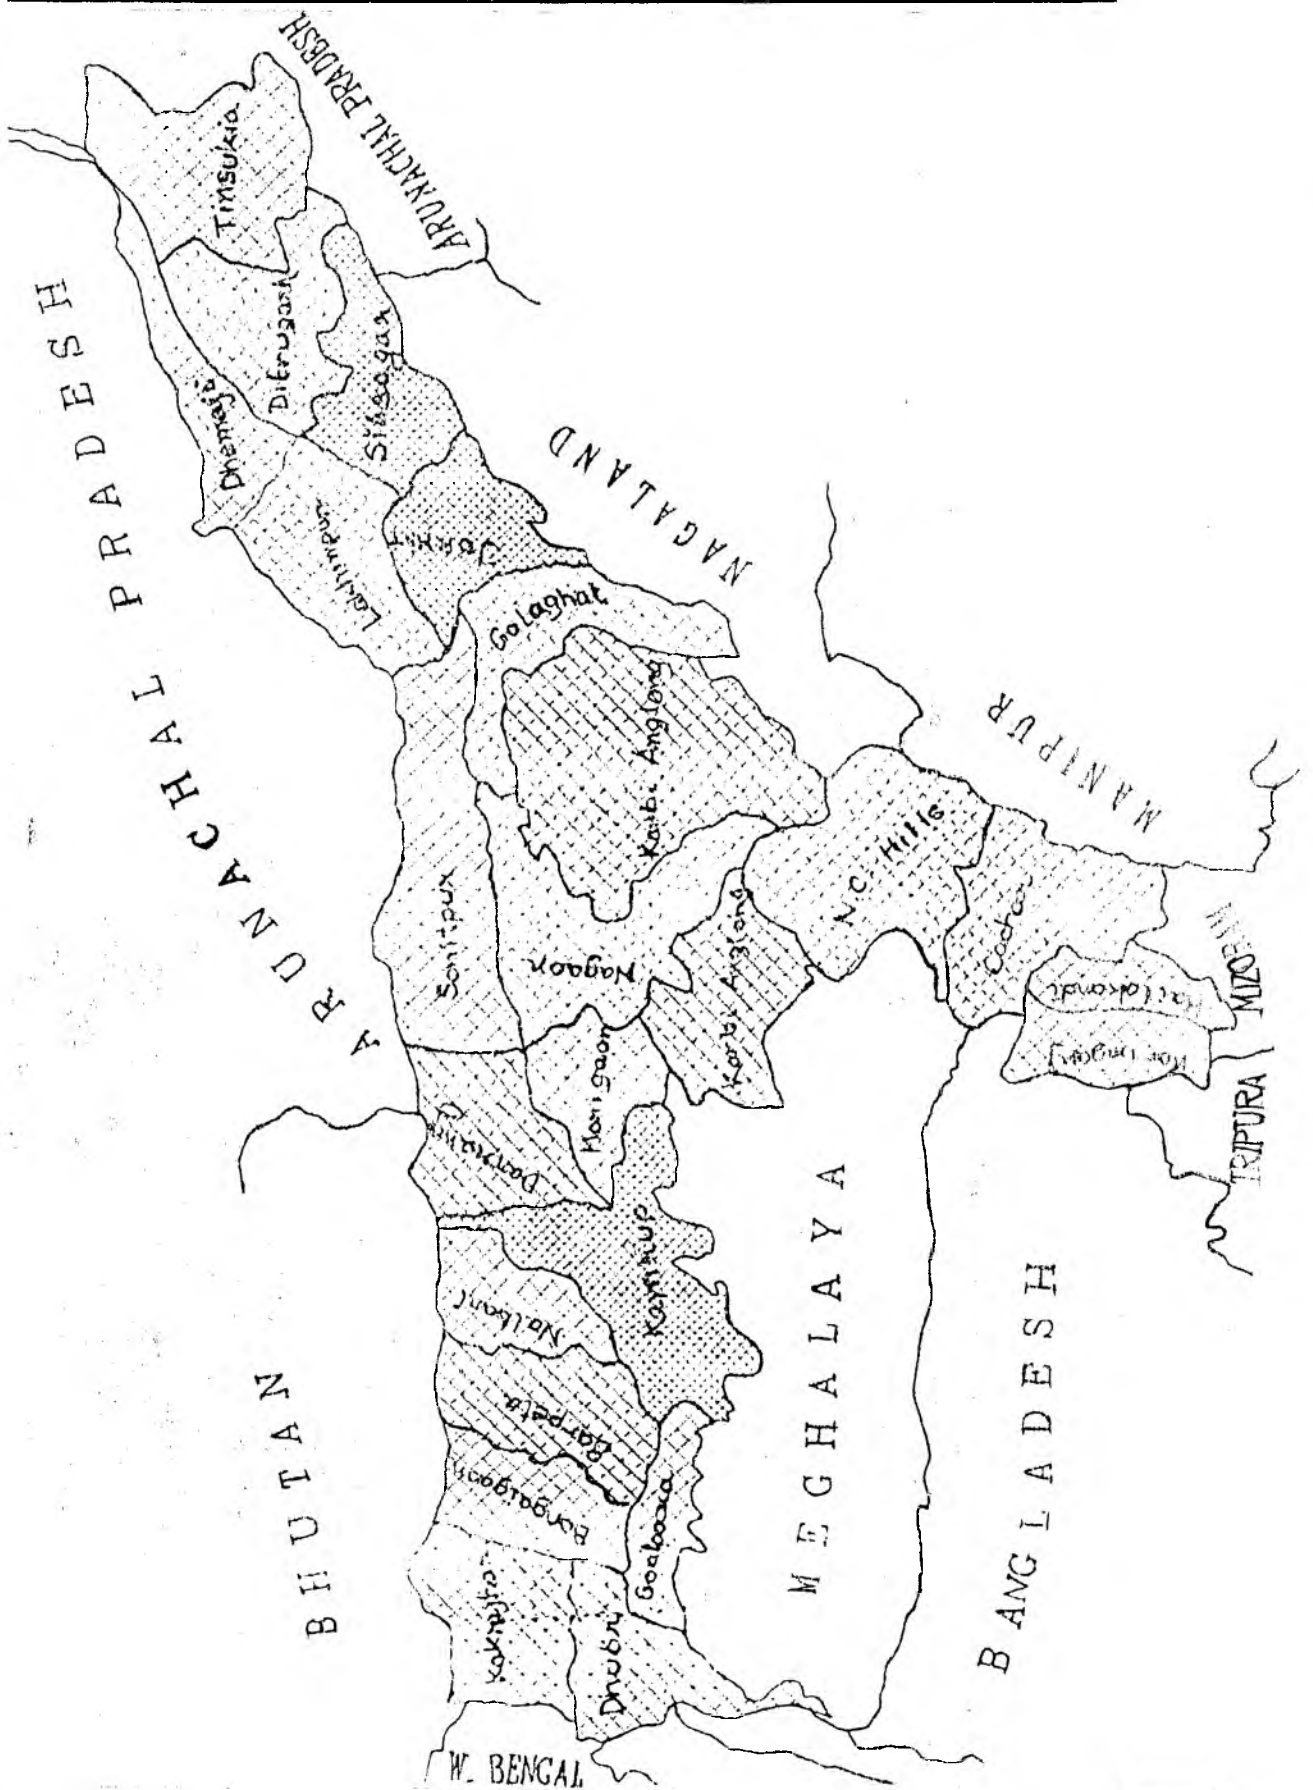 ARUNACHAL PRADESH
ARUNACHAL PRADESH
ARUNACHAL PRADESH
BHUTAN
NAGALAND
MANIPUR
MIZORAM
TRIPURA
MEGHALAYA
BANGLADESH
W. BENGAL
Tinsukia
Dibrugarh
Sibsagar
Dhemaji
Lakhimpur
Jorhat
Golaghat
Karbi Anglong
Sonitpur
Nagaon
Karbi Anglong
N.C. Hills
Cachar
Hailakandi
Karimganj
Morigaon
Darrang
Kamrup
Nalbari
Barpeta
Bongaigaon
Goalpara
Kokrajhar
Dhubri